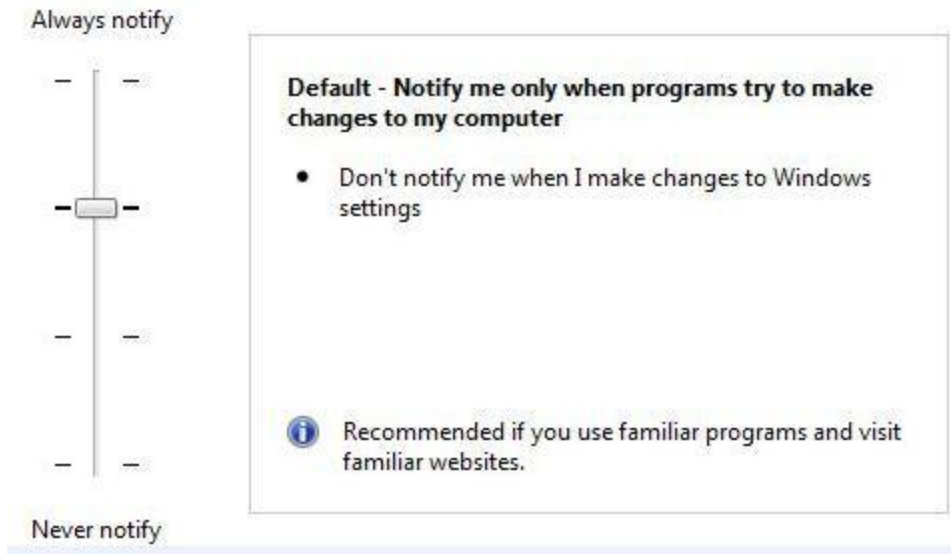 Always notify
Default - Notify me only when programs try to make
changes to my computer
• Don't notify me when I make changes to Windows
settings
Recommended if you use familiar programs and visit
familiar websites.
Never notify